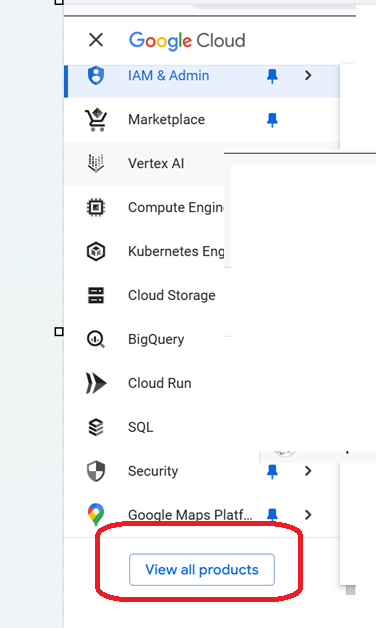 Google Cloud
IAM & Admin
Marketplace
Vertex AI
Compute Engin
Kubernetes Eng
Cloud Storage
BigQuery
Cloud Run
SQL
Security
Google Maps Platf...
View all products